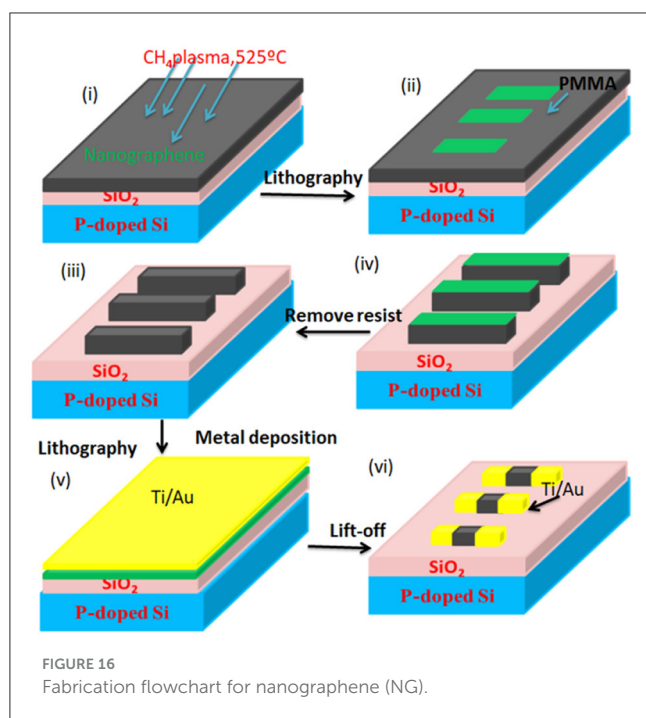 CH₄plasma,525ºC
(i)
Nanographene
SiO₂
P-doped Si
Lithography
(ii)
PMMA
SiO₂
P-doped Si
(iii)
SiO₂
P-doped Si
Remove resist
(iv)
SiO₂
P-doped Si
Lithography
Metal deposition
(v)
Ti/Au
SiO₂
P-doped Si
Lift-off
(vi)
Ti/Au
SiO₂
P-doped Si
FIGURE 16
Fabrication flowchart for nanographene (NG).